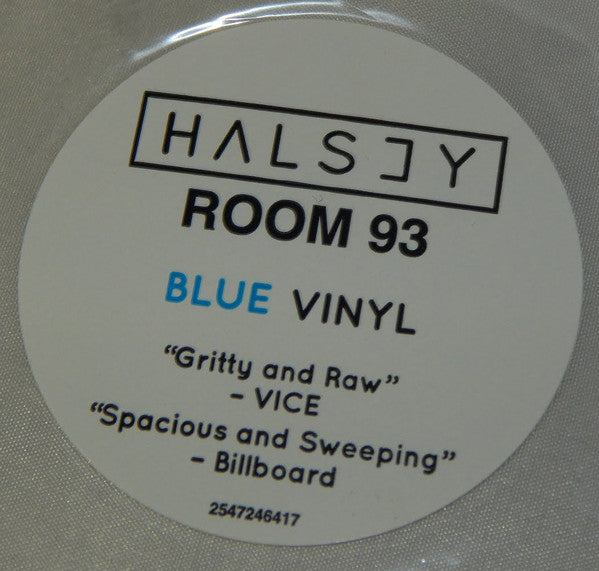 HALSEY
ROOM 93
BLUE VINYL
“Gritty and Raw”
– VICE
“Spacious and Sweeping”
– Billboard
2547246417